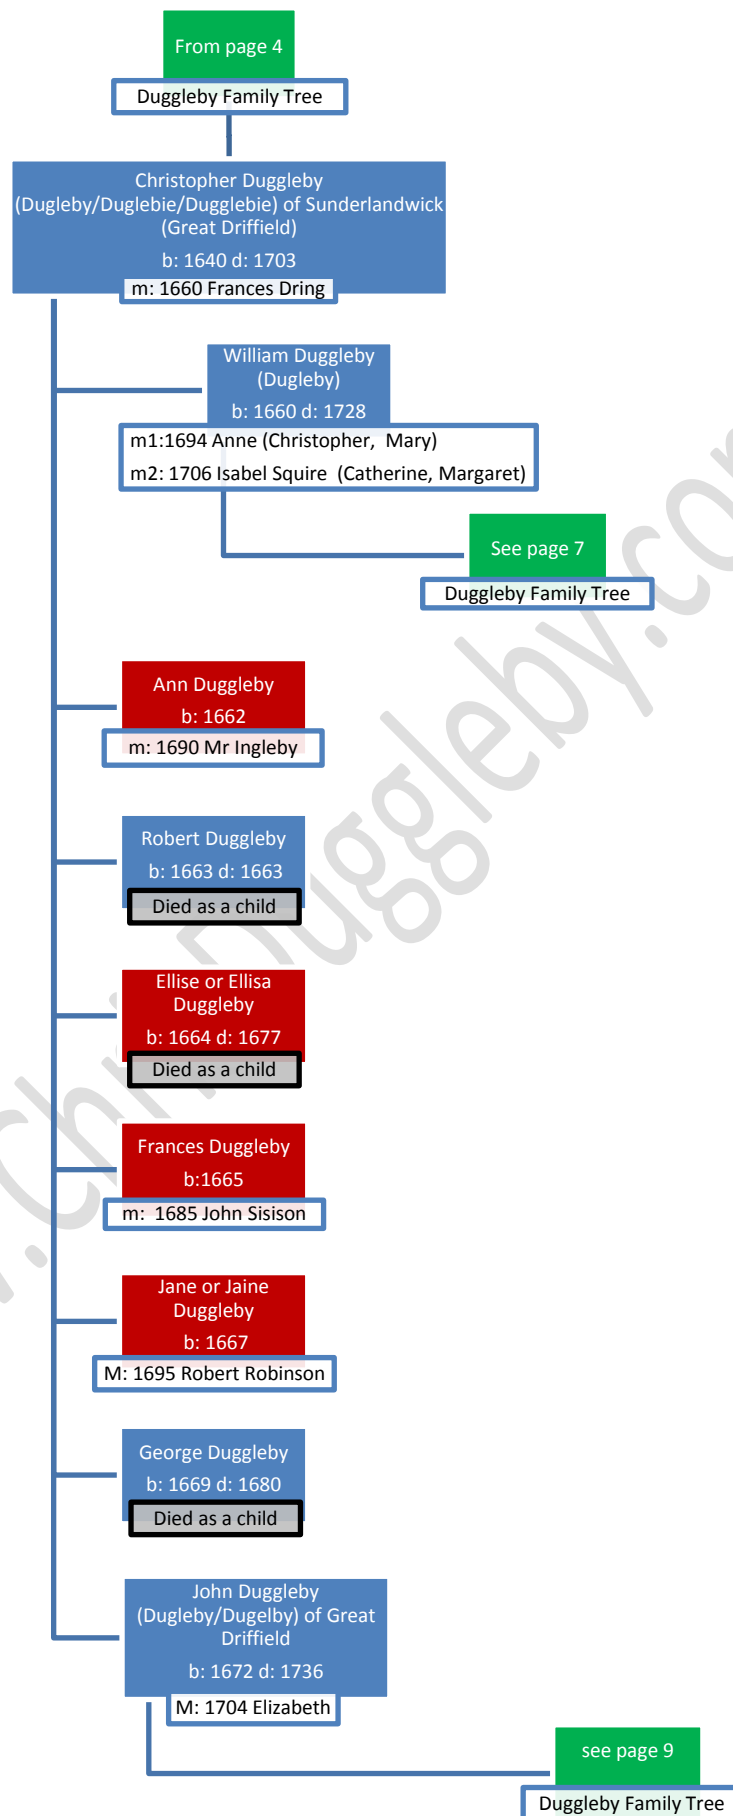 From page 4
Duggleby Family Tree
Christopher Duggleby
(Dugleby/Duglebie/Dugglebie) of Sunderlandwick
(Great Driffield)
b: 1640 d: 1703
m: 1660 Frances Dring
William Duggleby
(Dugleby)
b: 1660 d: 1728
m1:1694 Anne (Christopher, Mary)
m2: 1706 Isabel Squire (Catherine, Margaret)
See page 7
Duggleby Family Tree
Ann Duggleby
b: 1662
m: 1690 Mr Ingleby
Robert Duggleby
b: 1663 d: 1663
Died as a child
Ellise or Ellisa
Duggleby
b: 1664 d: 1677
Died as a child
Frances Duggleby
b:1665
m: 1685 John Sisison
Jane or Jaine
Duggleby
b: 1667
M: 1695 Robert Robinson
George Duggleby
b: 1669 d: 1680
Died as a child
John Duggleby
(Dugleby/Dugelby) of Great
Driffield
b: 1672 d: 1736
M: 1704 Elizabeth
see page 9
Duggleby Family Tree